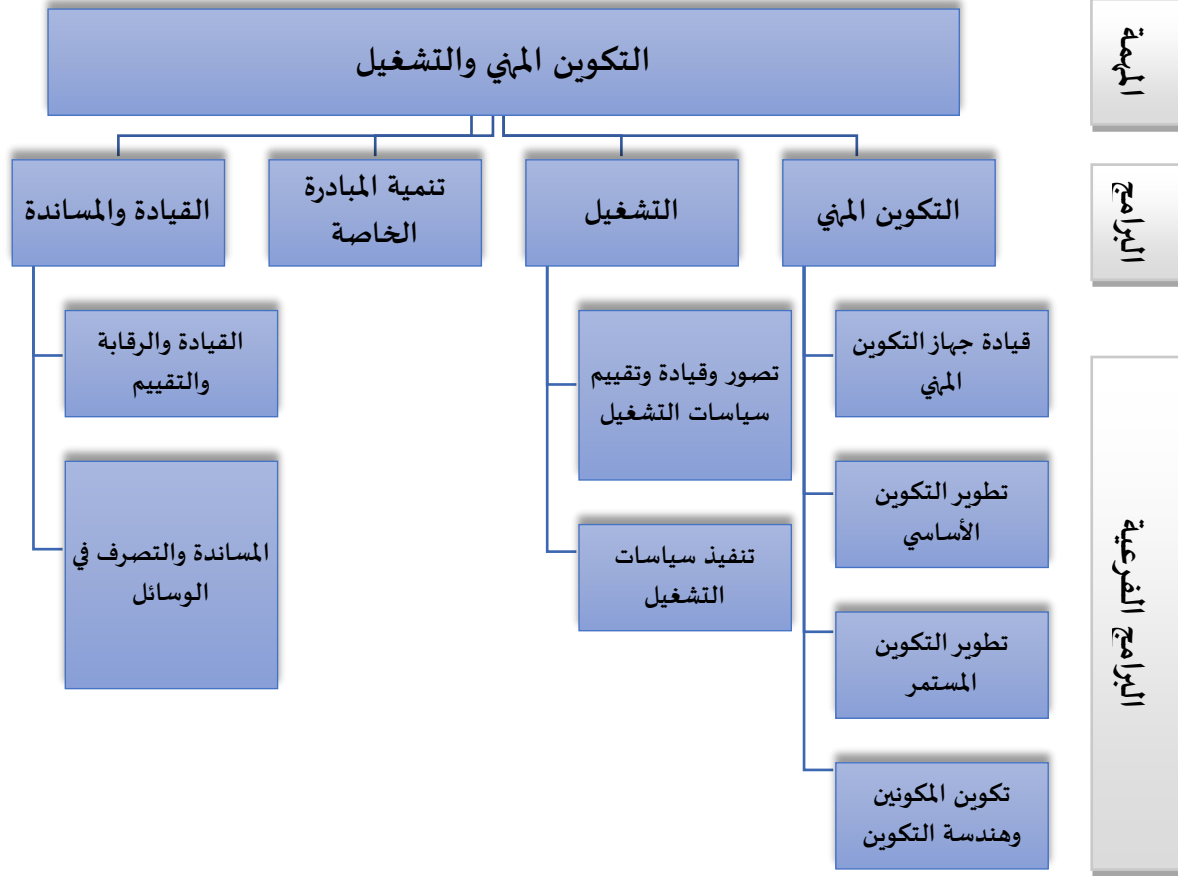 المهمة
التكوين المهني والتشغيل
البرامج
التكوين المهني
التشغيل
تنمية المبادرة
الخاصة
القيادة والمساندة
البرامج الفرعية
قيادة جهاز التكوين
المهني
تطوير التكوين
الأساسي
تطوير التكوين
المستمر
تكوين المكونين
وهندسة التكوين
تصور وقيادة وتقييم
سياسات التشغيل
تنفيذ سياسات
التشغيل
القيادة والرقابة
والتقييم
المساندة والتصرف في
الوسائل